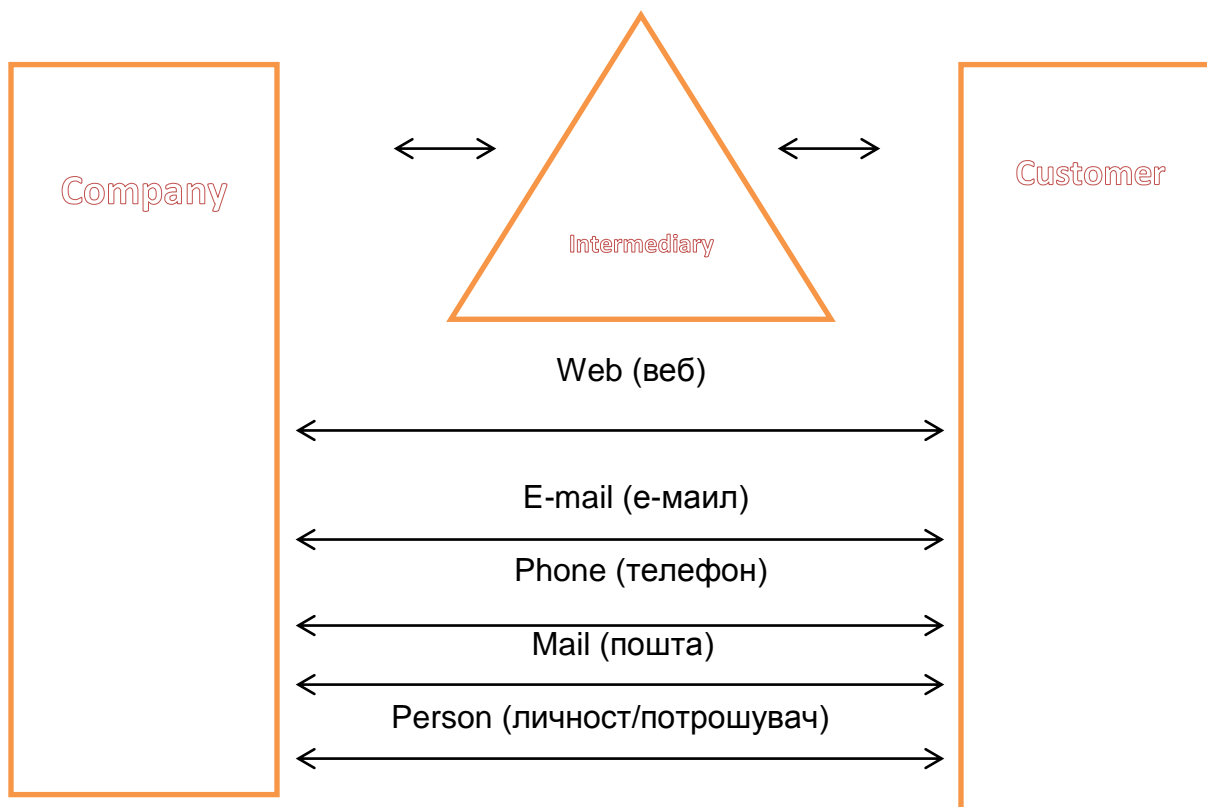 Company
Customer
Intermediary
Web (веб)
E-mail (е-маил)
Phone (телефон)
Mail (пошта)
Person (личност/потрошувач)